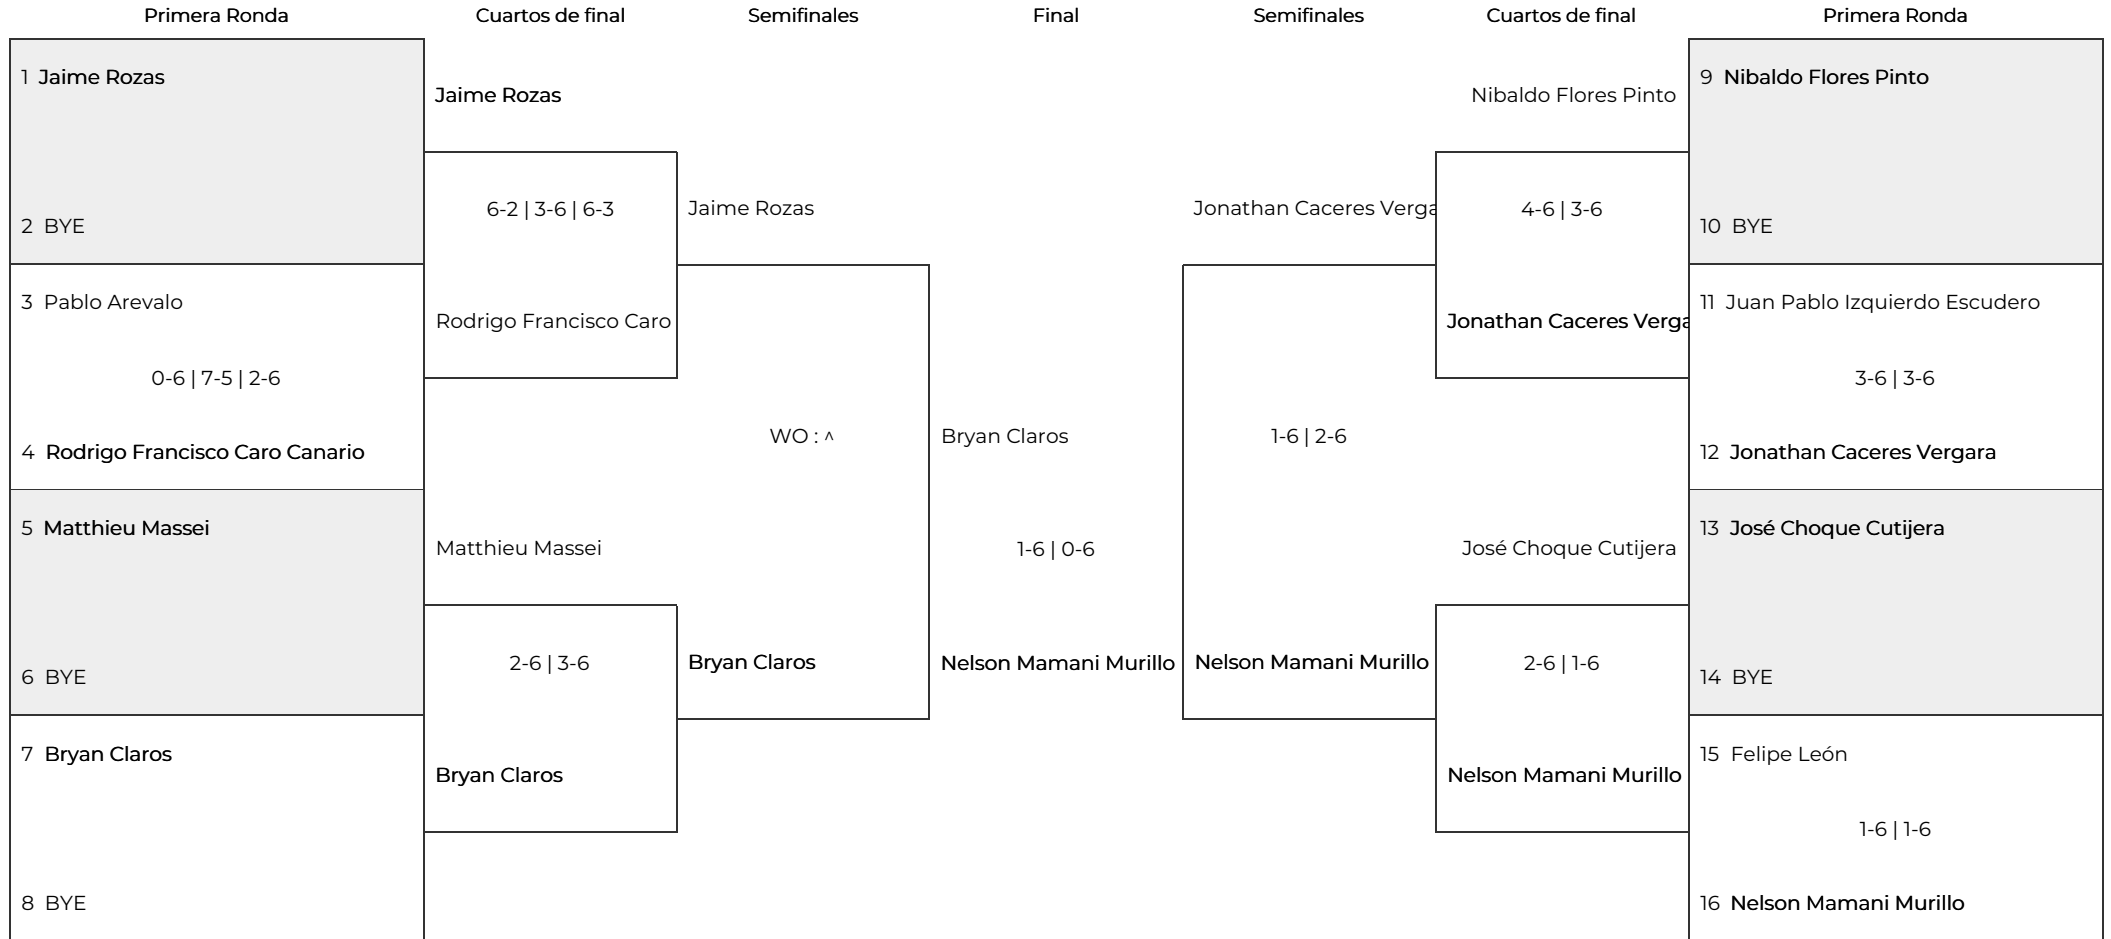 Primera Ronda
Cuartos de final
Semifinales
Final
Semifinales
Cuartos de final
Primera Ronda
1 Jaime Rozas
2 BYE
3 Pablo Arevalo
0-6 | 7-5 | 2-6
4 Rodrigo Francisco Caro Canario
5 Matthieu Massei
6 BYE
7 Bryan Claros
8 BYE
Jaime Rozas
6-2 | 3-6 | 6-3
Rodrigo Francisco Caro
Matthieu Massei
2-6 | 3-6
Bryan Claros
Jaime Rozas
WO : ^
Bryan Claros
Bryan Claros
1-6 | 0-6
Nelson Mamani Murillo
Jonathan Caceres Verga
1-6 | 2-6
Nelson Mamani Murillo
Nibaldo Flores Pinto
4-6 | 3-6
Jonathan Caceres Verga
José Choque Cutijera
2-6 | 1-6
Nelson Mamani Murillo
9 Nibaldo Flores Pinto
10 BYE
11 Juan Pablo Izquierdo Escudero
3-6 | 3-6
12 Jonathan Caceres Vergara
13 José Choque Cutijera
14 BYE
15 Felipe León
1-6 | 1-6
16 Nelson Mamani Murillo